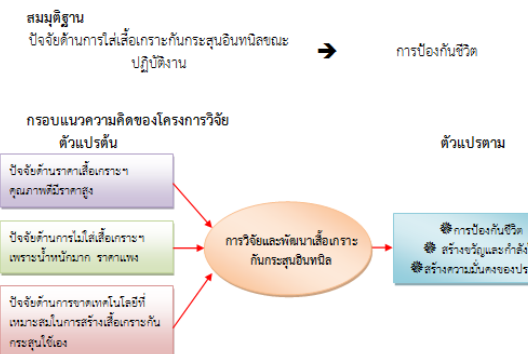 สมมุติฐาน
ปัจจัยด้านการใส่เสื้อเกราะกันกระสุนอินทนิลขณะ
ปฏิบัติงาน
การป้องกันชีวิต
กรอบแนวความคิดของโครงการวิจัย
ตัวแปรต้น
ตัวแปรตาม
ปัจจัยด้านราคาเสื้อเกราะฯ
คุณภาพดีมีราคาสูง
ปัจจัยด้านการไม่ใส่เสื้อเกราะฯ
เพราะน้ำหนักมาก ราคาแพง
ปัจจัยด้านการขาดเทคโนโลยีที่
เหมาะสมในการสร้างเสื้อเกราะกัน
กระสุนใช้เอง
การวิจัยและพัฒนาเสื้อเกราะ
กันกระสุนอินทนิล
การป้องกันชีวิต
สร้างขวัญและกำลัง
สร้างความมั่นคงของ